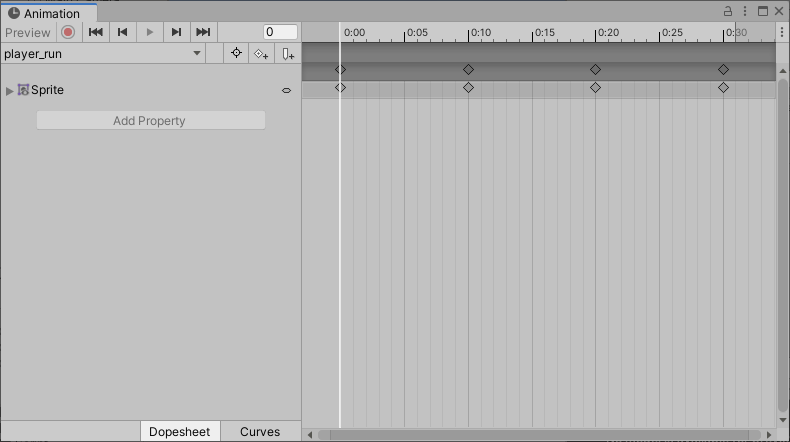 Animation
Preview 0 0:00 0:05 0:10 0:15 0:20 0:25 0:30
player_run
Sprite
Add Property
Dopesheet Curves